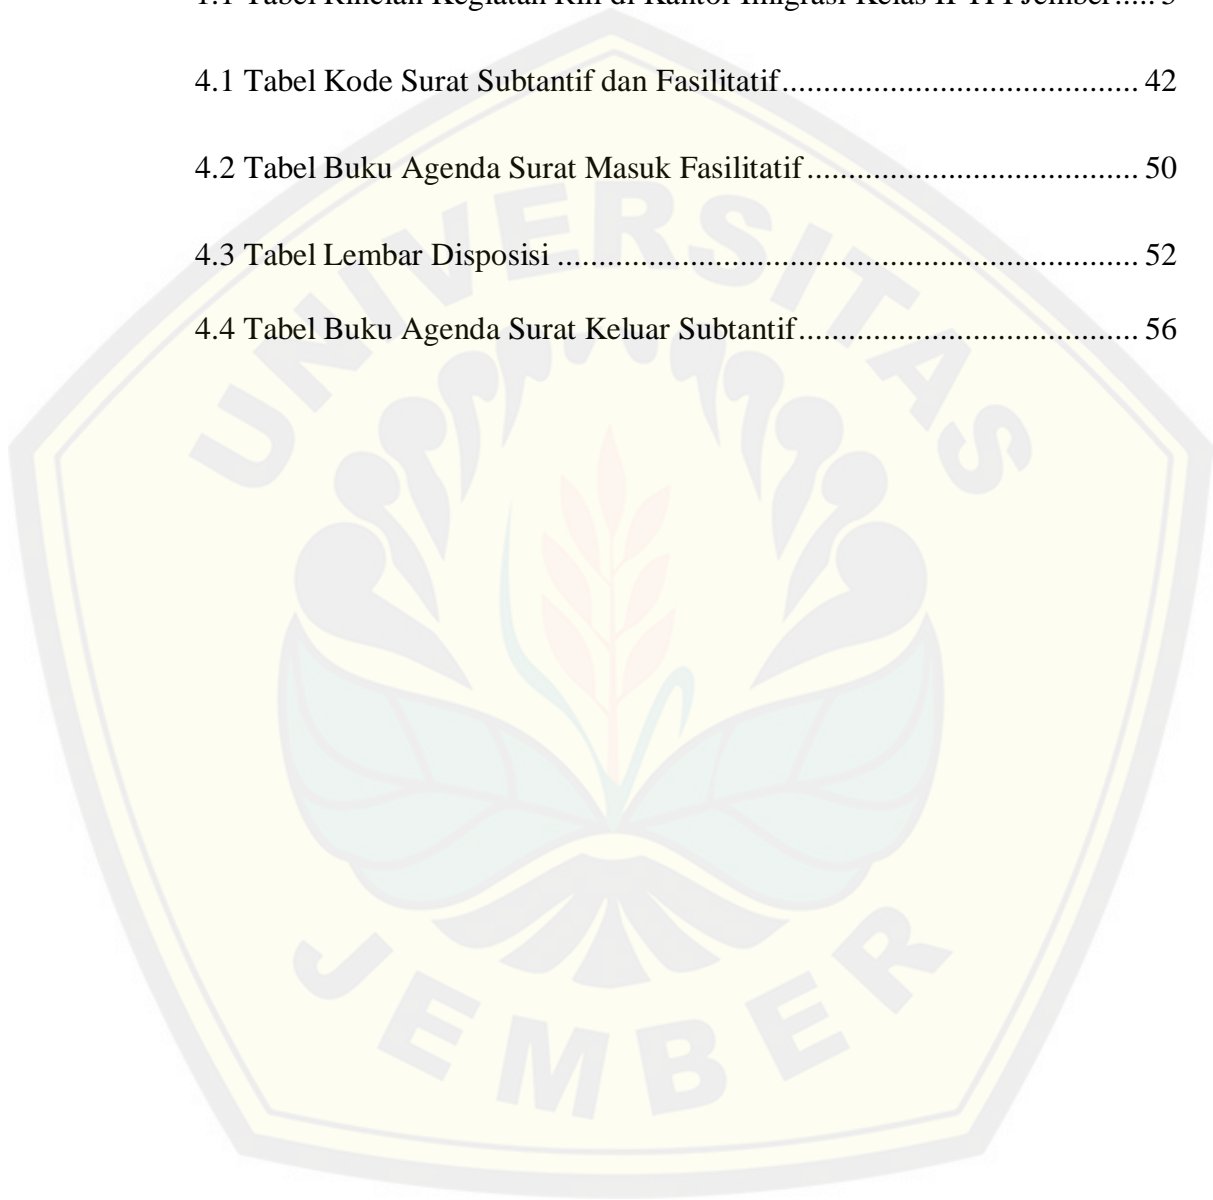 4.1 Tabel Kode Surat Subtantif dan Fasilitatif........................................... 42
4.2 Tabel Buku Agenda Surat Masuk Fasilitatif........................................ 50
4.3 Tabel Lembar Disposisi...................................................................... 52
4.4 Tabel Buku Agenda Surat Keluar Subtantif......................................... 56
UNIVERSITAS
JEMBER